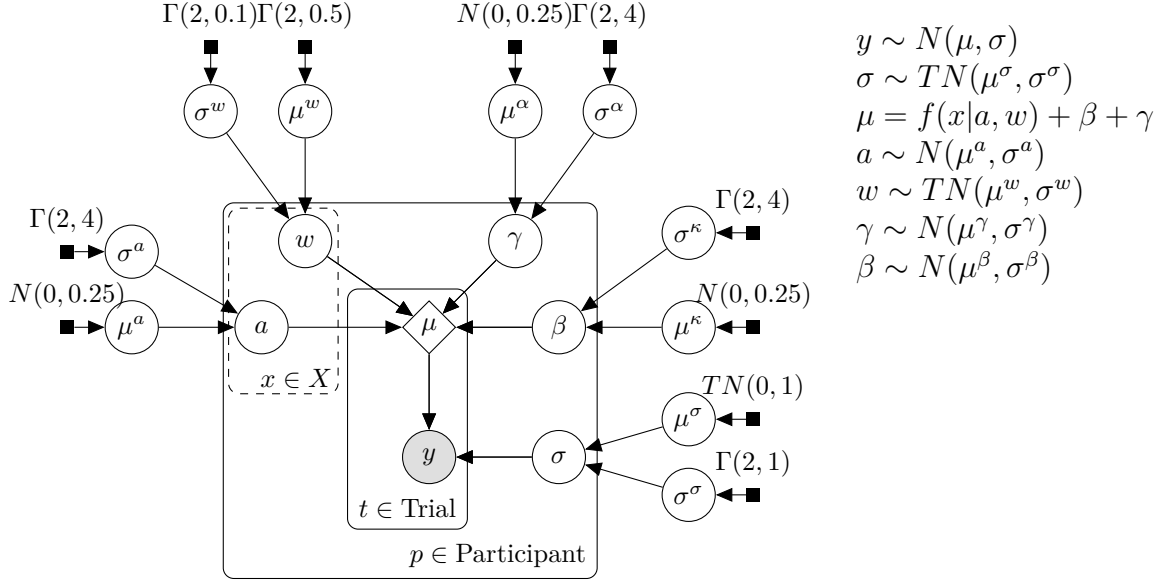 Γ(2, 0.1)Γ(2, 0.5) N(0, 0.25)Γ(2, 4)
σ^w μ^w μ^α σ^α
Γ(2, 4) σ^a w γ σ^κ Γ(2, 4)
N(0, 0.25) μ^a a μ β μ^κ N(0, 0.25)
x ∈ X
TN(0, 1)
μ^σ
y σ
Γ(2, 1)
σ^σ
t ∈ Trial
p ∈ Participant
y ∼ N(μ, σ)
σ ∼ TN(μ^σ, σ^σ)
μ = f(x|a, w) + β + γ
a ∼ N(μ^a, σ^a)
w ∼ TN(μ^w, σ^w)
γ ∼ N(μ^γ, σ^γ)
β ∼ N(μ^β, σ^β)